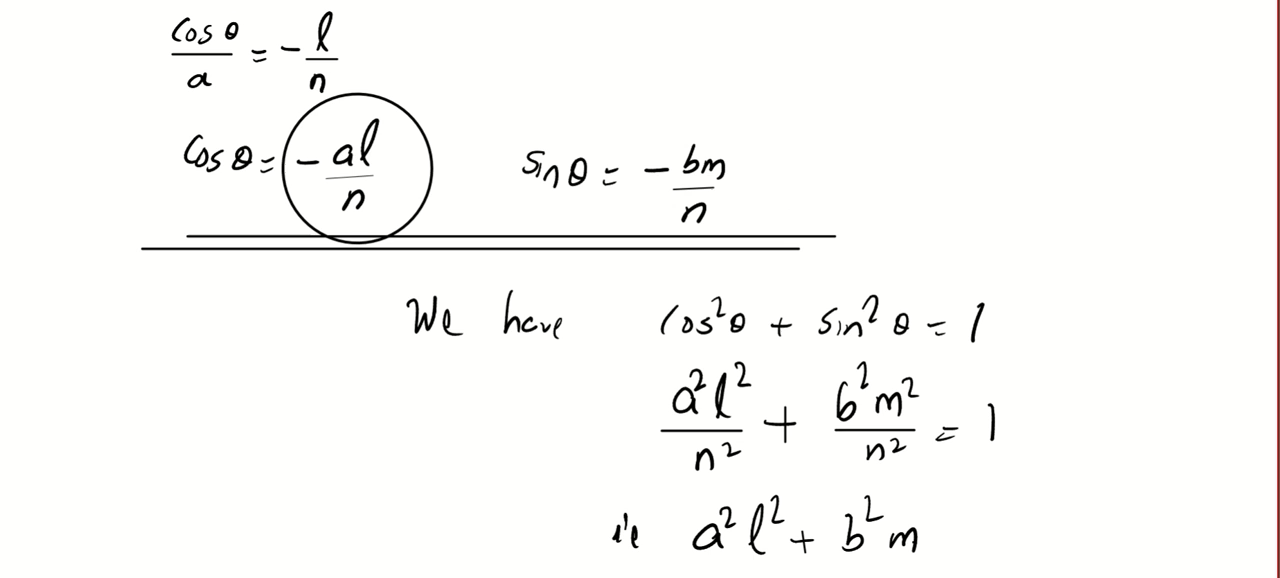 cos θ / a = - l / n
cos θ = - al / n    sin θ = - bm / n
We have cos²θ + sin²θ = 1
a²l² / n² + b²m² / n² = 1
i'e a²l² + b²m